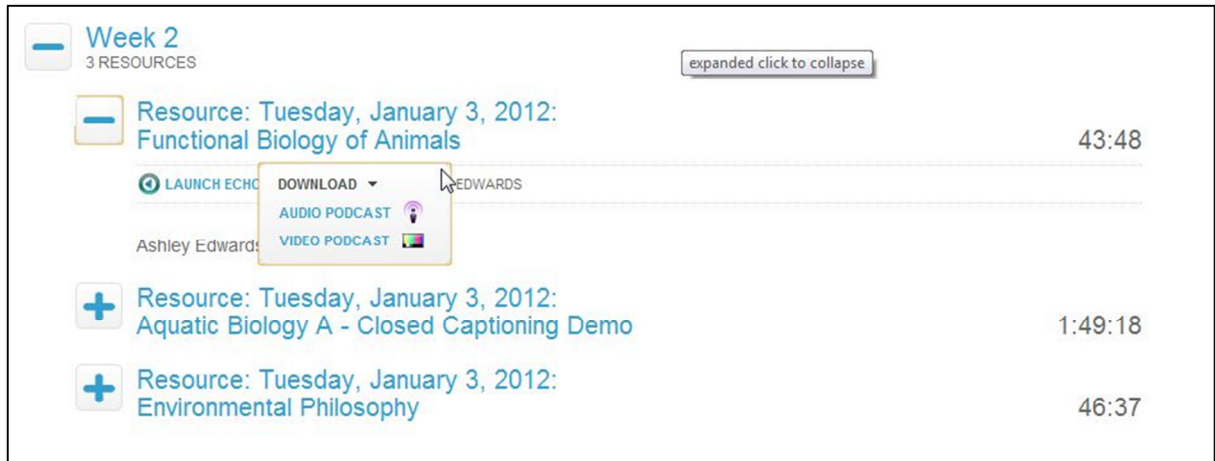 Week 2
3 RESOURCES
expanded click to collapse
Resource: Tuesday, January 3, 2012:
Functional Biology of Animals 43:48
LAUNCH ECHO DOWNLOAD EDWARDS
AUDIO PODCAST
Ashley Edwards VIDEO PODCAST
Resource: Tuesday, January 3, 2012:
Aquatic Biology A - Closed Captioning Demo 1:49:18
Resource: Tuesday, January 3, 2012:
Environmental Philosophy 46:37